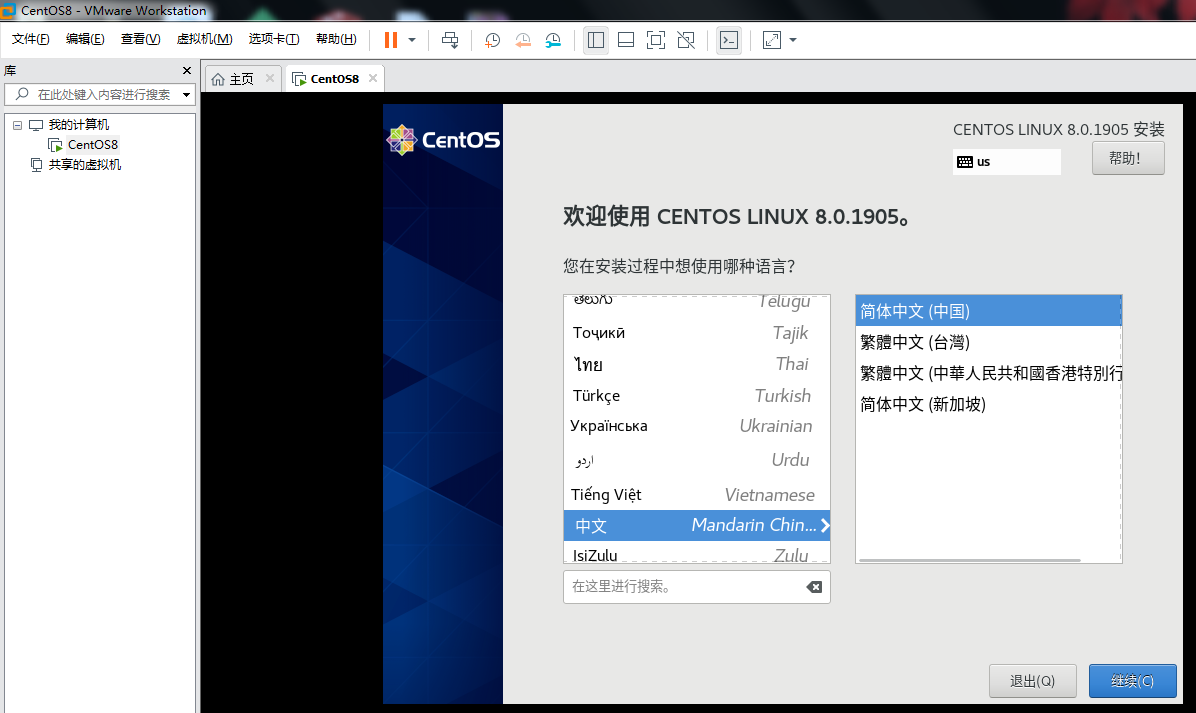 CentOS8 - VMware Workstation
文件(F) 编辑(E) 查看(V) 虚拟机(M) 选项卡(T) 帮助(H)
库
在此处键入内容进行搜索
我的计算机
CentOS8
共享的虚拟机
主页
CentOS8
CentOS
CENTOS LINUX 8.0.1905 安装
us
帮助！
欢迎使用 CENTOS LINUX 8.0.1905。
您在安装过程中想使用哪种语言？
తెలుగు Telugu
Тоҷикӣ Tajik
ไทย Thai
Türkçe Turkish
Українська Ukrainian
اردو Urdu
Tiếng Việt Vietnamese
中文 Mandarin Chin...
IsiZulu Zulu
在这里进行搜索。
简体中文 (中国)
繁體中文 (台灣)
繁體中文 (中華人民共和國香港特別行
简体中文 (新加坡)
退出(Q)
继续(C)